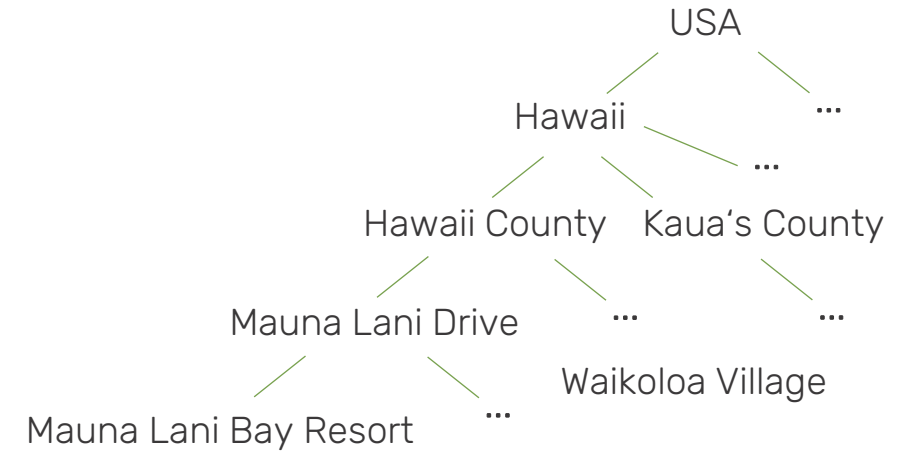 USA
...
Hawaii
...
Hawaii County
Kaua‘s County
Mauna Lani Drive
...
...
Waikoloa Village
...
Mauna Lani Bay Resort